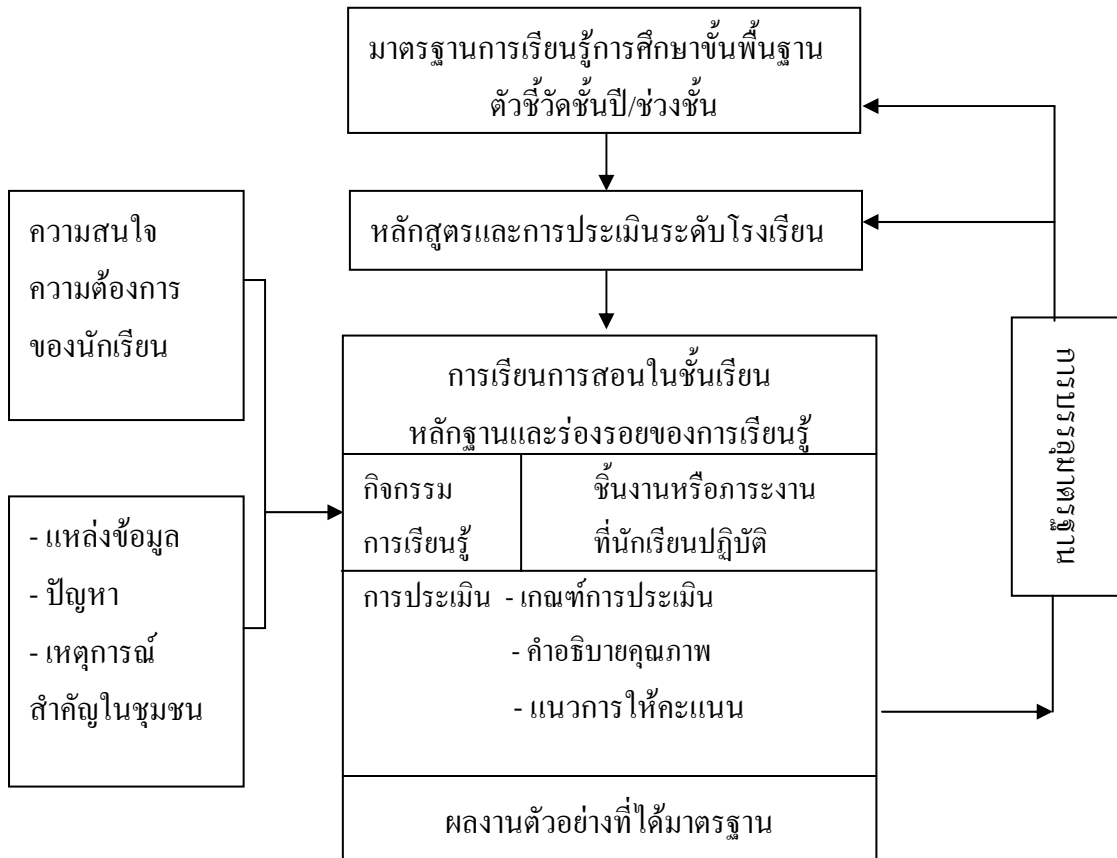 มาตรฐานการเรียนรู้การศึกษาขั้นพื้นฐาน
ตัวชี้วัดชั้นปี/ช่วงชั้น
หลักสูตรและการประเมินระดับโรงเรียน
ความสนใจ
ความต้องการ
ของนักเรียน
- แหล่งข้อมูล
- ปัญหา
- เหตุการณ์
สำคัญในชุมชน
การเรียนการสอนในชั้นเรียน
หลักฐานและร่องรอยของการเรียนรู้
กิจกรรม
การเรียนรู้
ชิ้นงานหรือภาระงาน
ที่นักเรียนปฏิบัติ
การประเมิน - เกณฑ์การประเมิน
- คำอธิบายคุณภาพ
- แนวการให้คะแนน
ผลงานตัวอย่างที่ได้มาตรฐาน
การบรรลุมาตรฐาน